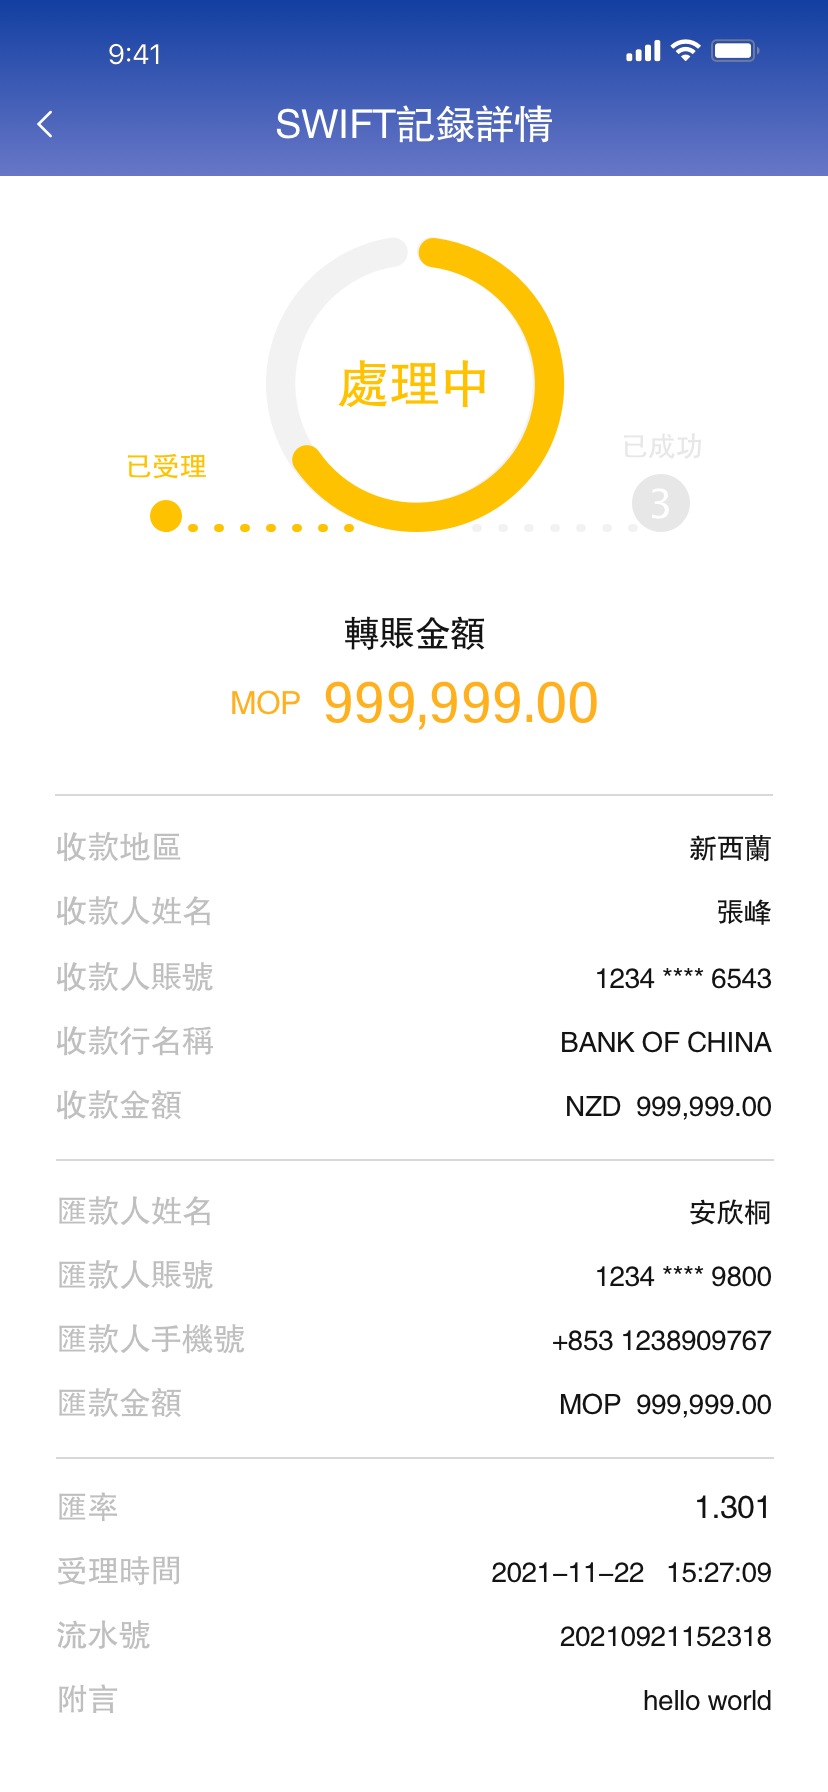 9:41
SWIFT記録詳情
處理中
已受理
已成功
3
轉賬金額
MOP 999,999.00
收款地區 新西蘭
收款人姓名 張峰
收款人賬號 1234 **** 6543
收款行名稱 BANK OF CHINA
收款金額 NZD 999,999.00
匯款人姓名 安欣桐
匯款人賬號 1234 **** 9800
匯款人手機號 +853 1238909767
匯款金額 MOP 999,999.00
匯率 1.301
受理時間 2021-11-22 15:27:09
流水號 20210921152318
附言 hello world